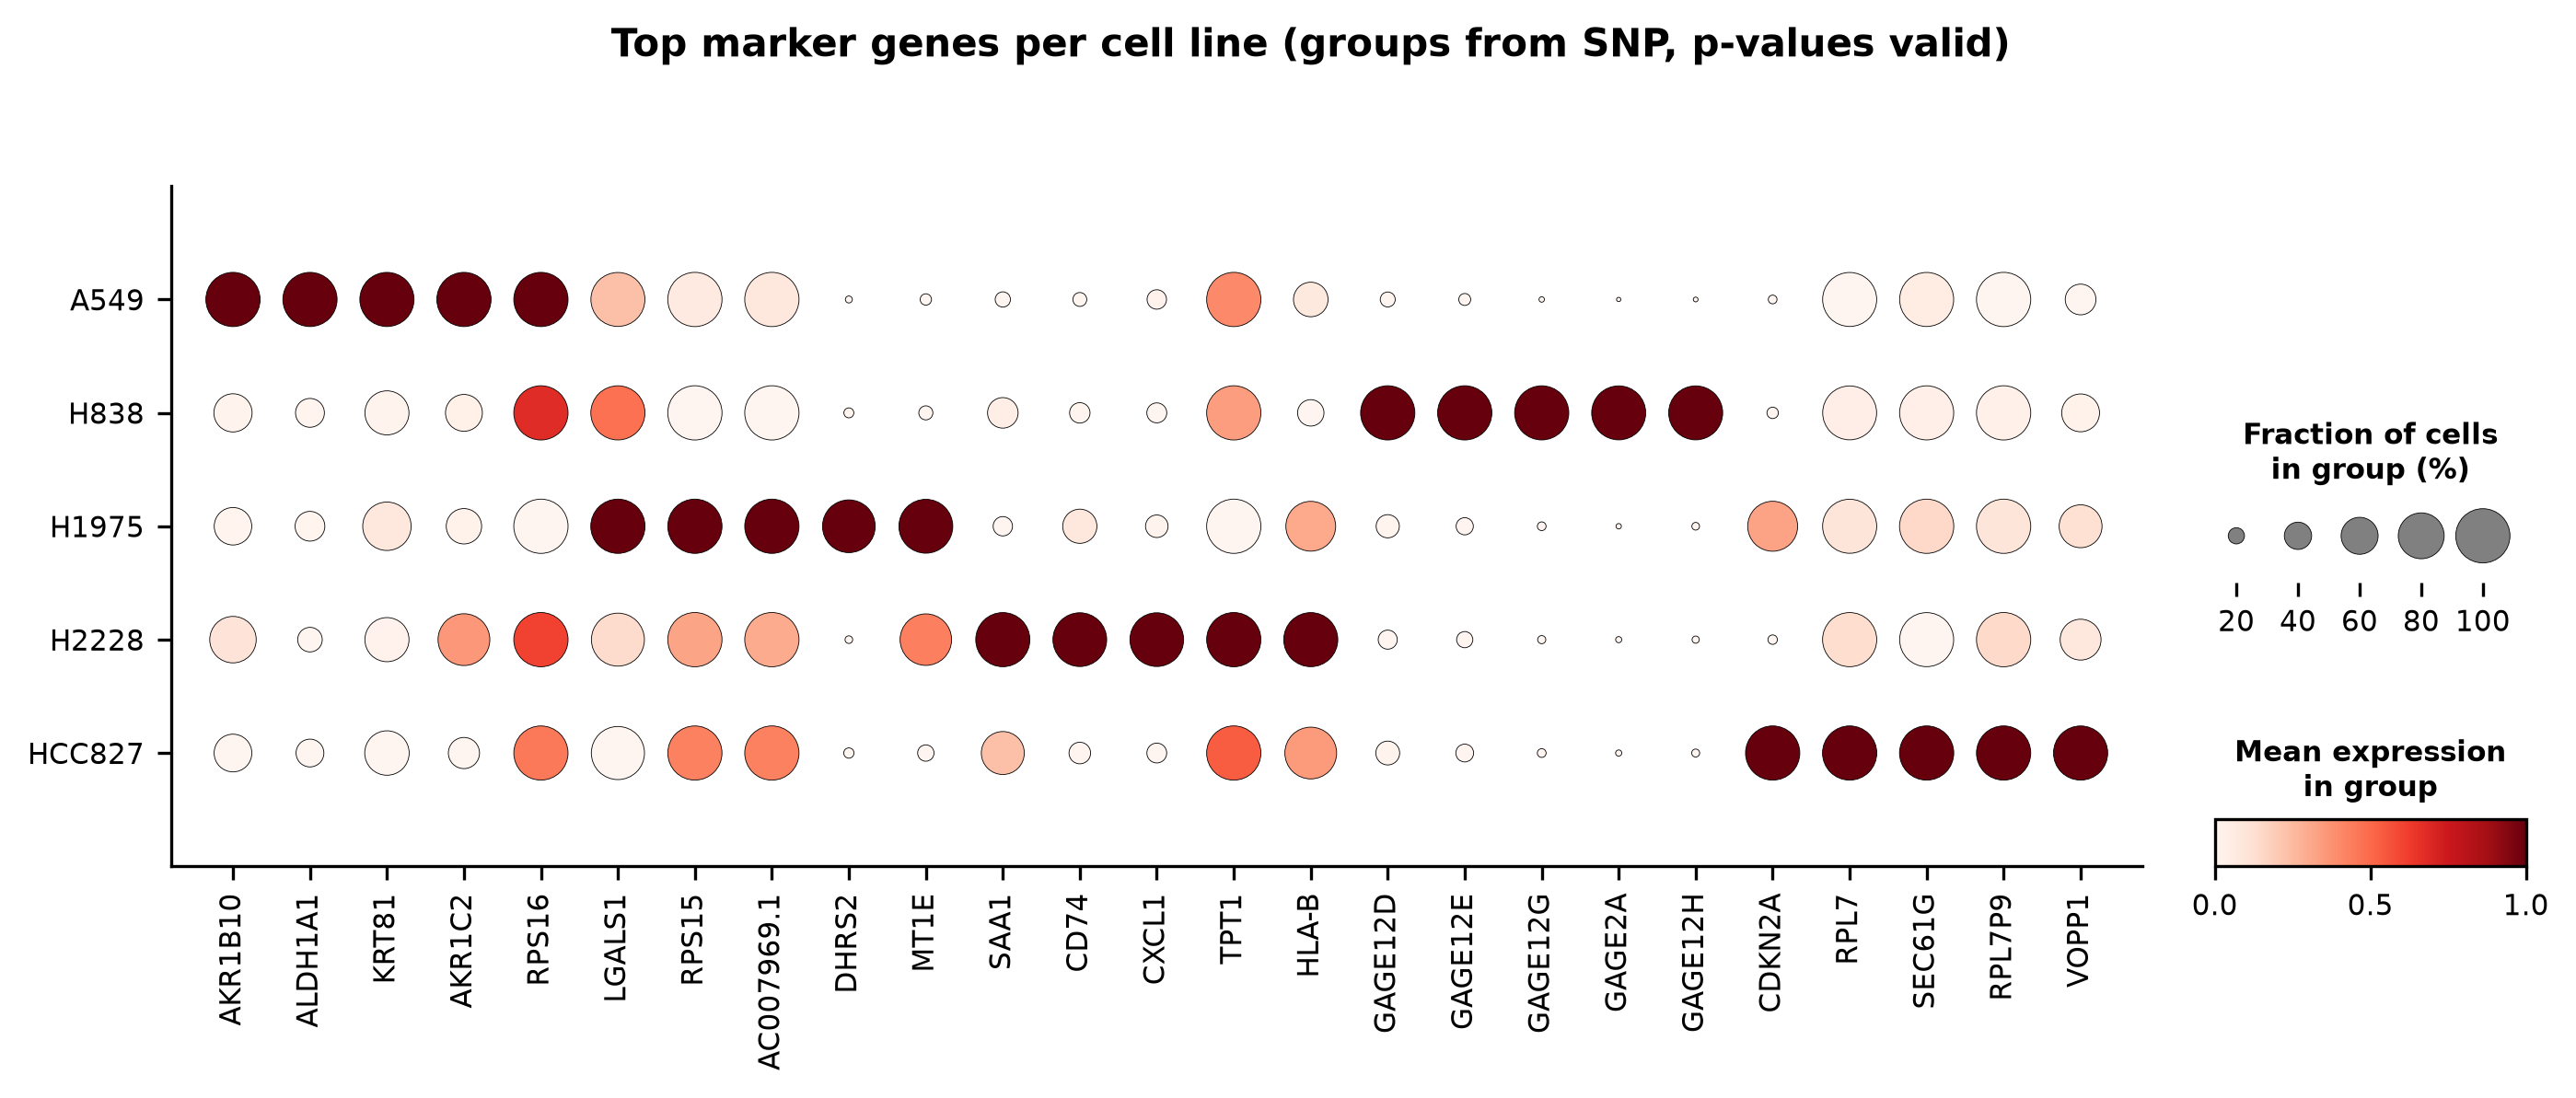 Top marker genes per cell line (groups from SNP, p-values valid)
A549
H838
H1975
H2228
HCC827
AKR1B10
ALDH1A1
KRT81
AKR1C2
RPS16
LGALS1
RPS15
AC007969.1
DHRS2
MT1E
SAA1
CD74
CXCL1
TPT1
HLA-B
GAGE12D
GAGE12E
GAGE12G
GAGE2A
GAGE12H
CDKN2A
RPL7
SEC61G
RPL7P9
VOPP1
Fraction of cells
in group (%)
20 40 60 80 100
Mean expression
in group
0.0 0.5 1.0